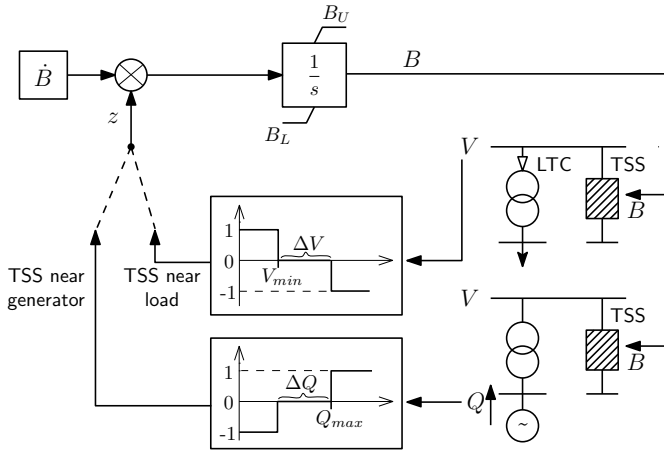 B_U
Ḃ
1
s
B
B_L
z
V
LTC
TSS
B
1
0
-1
ΔV
V_min
TSS near
generator
TSS near
load
V
TSS
B
1
0
-1
ΔQ
Q_max
Q
~